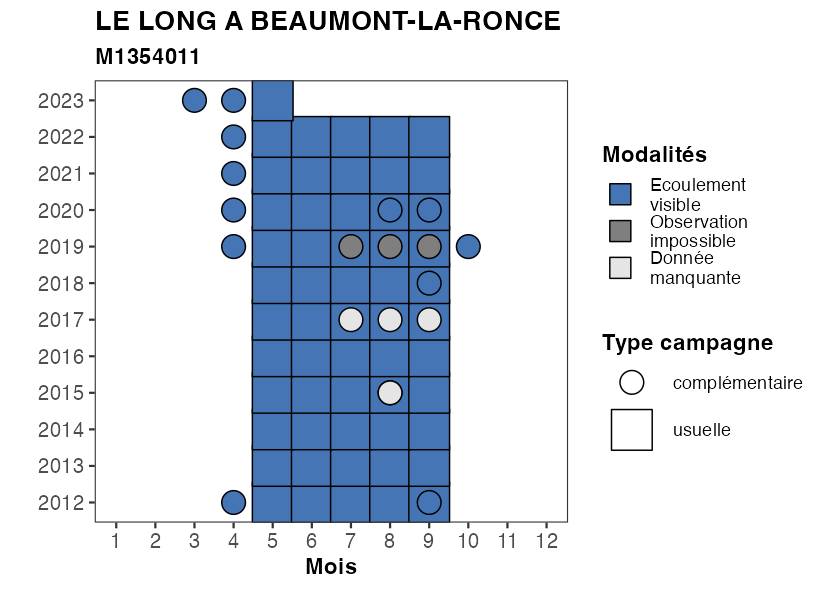 LE LONG A BEAUMONT-LA-RONCE
M1354011
2023
2022
2021
2020
2019
2018
2017
2016
2015
2014
2013
2012
1 2 3 4 5 6 7 8 9 10 11 12
Mois
Modalités
Ecoulement
visible
Observation
impossible
Donnée
manquante
Type campagne
complémentaire
usuelle